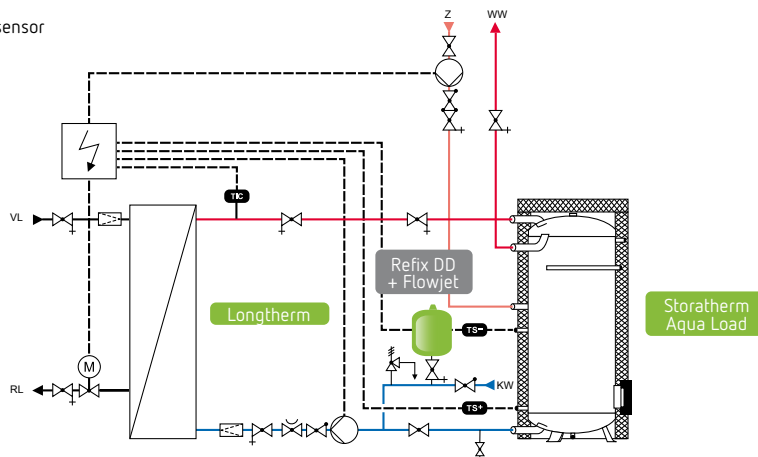 sensor
Z
WW
TIC
VL
Refix DD
+ Flowjet
Longtherm
Storatherm
Aqua Load
TS–
M
RL
KW
TS+